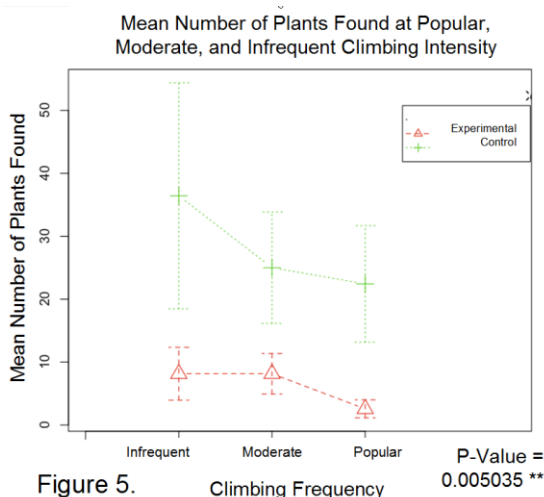 Mean Number of Plants Found at Popular,
Moderate, and Infrequent Climbing Intensity
Mean Number of Plants Found
50
40
30
20
10
0
Experimental
Control
Infrequent Moderate Popular
Climbing Frequency
P-Value =
0.005035 **
Figure 5.